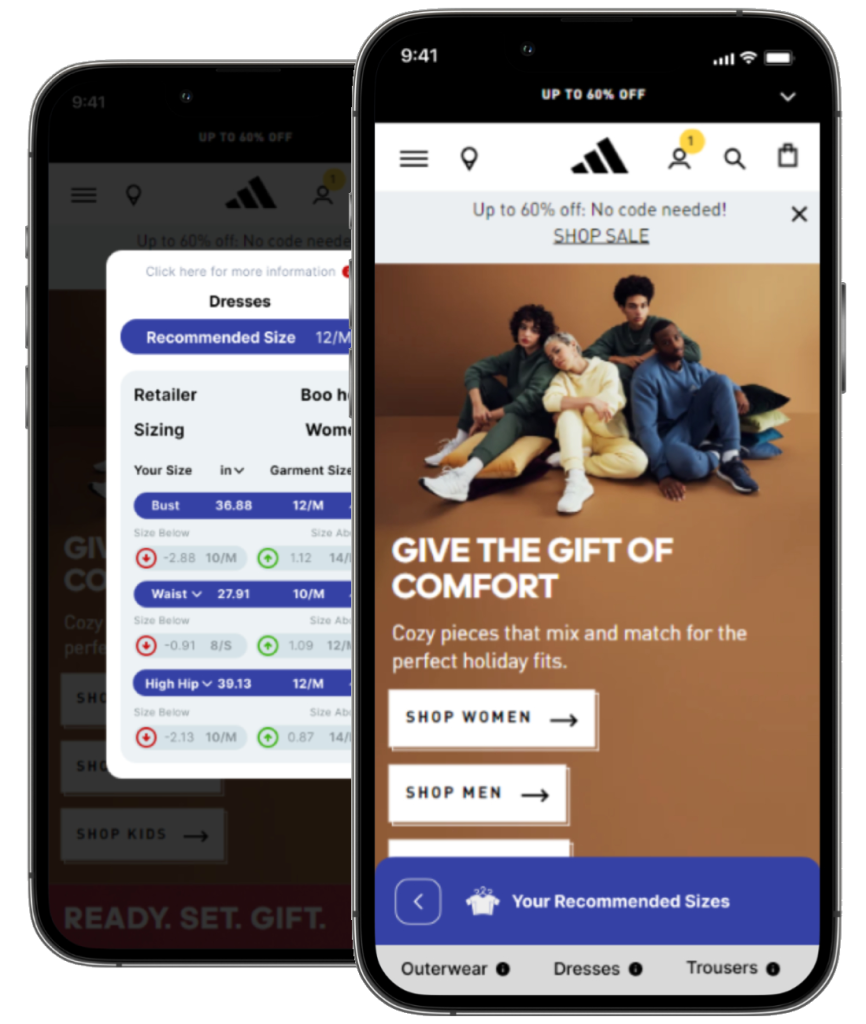 9:41
UP TO 60% OFF
Up to 60% off: No code neede
Click here for more information
Dresses
Recommended Size 12/M
Retailer Boo h
Sizing Wome
Your Size in Garment Size
Bust 36.88 12/M
Size Below Size Abo
-2.88 10/M 1.12 14/
Waist 27.91 10/M
Size Below Size Abo
-0.91 8/S 1.09 12/M
High Hip 39.13 12/M
Size Below Size Abo
-2.13 10/M 0.87 14/
GIV
CO
Cozy
perfe
SHO
SHO
SHOP KIDS
READY. SET. GIFT.
9:41
UP TO 60% OFF
1
Up to 60% off: No code needed!
SHOP SALE
GIVE THE GIFT OF
COMFORT
Cozy pieces that mix and match for the
perfect holiday fits.
SHOP WOMEN
SHOP MEN
Your Recommended Sizes
Outerwear Dresses Trousers